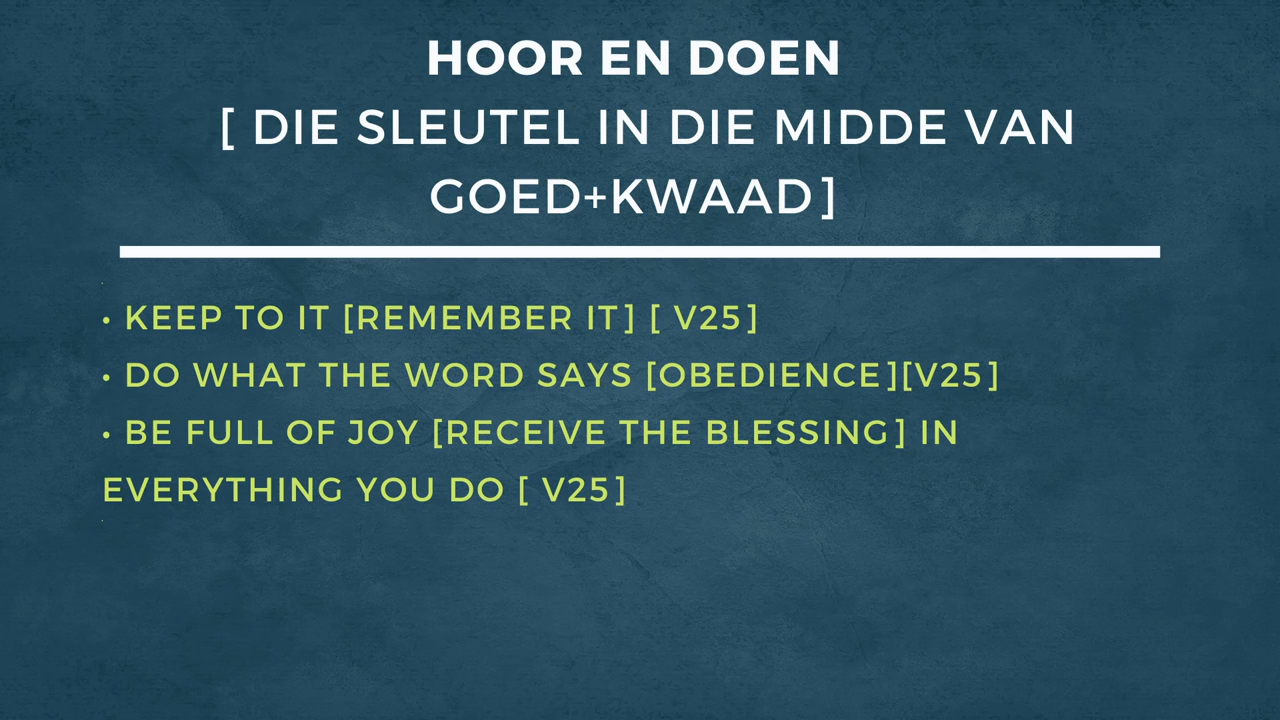 HOOR EN DOEN
[ DIE SLEUTEL IN DIE MIDDE VAN
GOED+KWAAD]
• KEEP TO IT [REMEMBER IT] [ V25]
• DO WHAT THE WORD SAYS [OBEDIENCE][V25]
• BE FULL OF JOY [RECEIVE THE BLESSING] IN
EVERYTHING YOU DO [ V25]